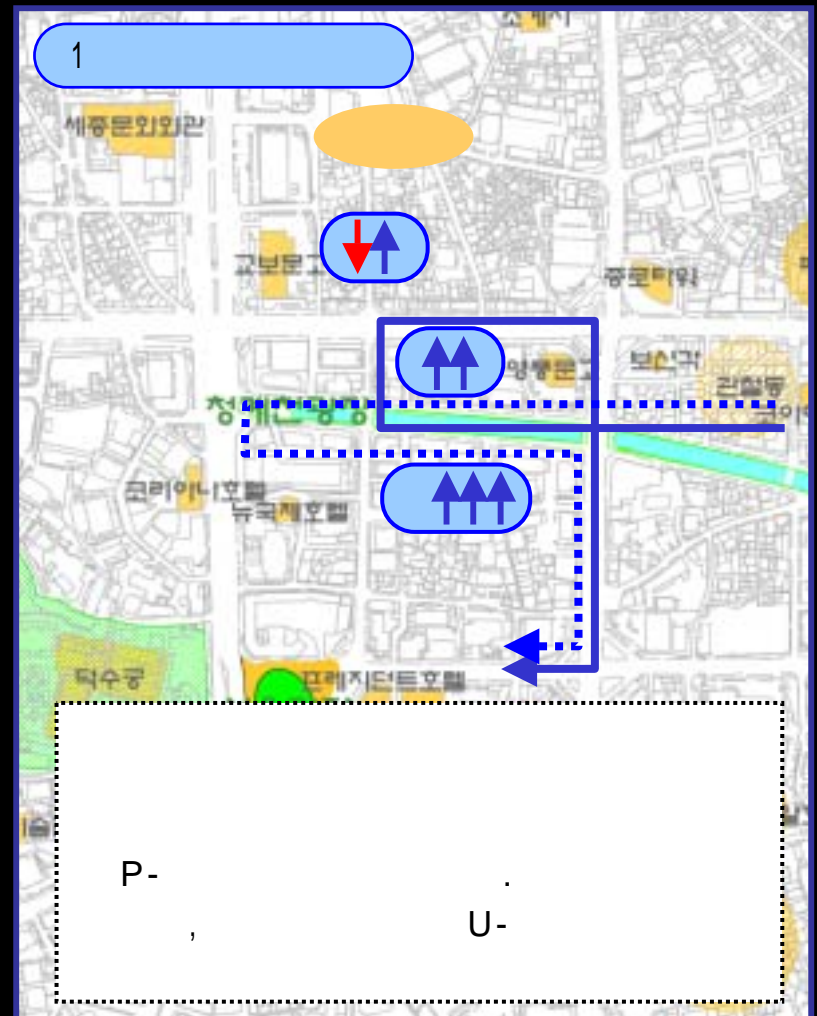 1
세종문화회관
교보문고
종로타워
영풍문고
보신각
관철동
청계천광장
코리아나호텔
뉴국제호텔
덕수궁
프레지던트호텔
P- .
, U-